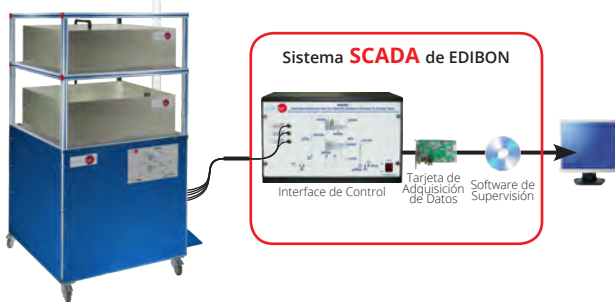 Sistema SCADA de EDIBON
Interface de Control
Tarjeta de
Adquisición
de Datos
Software de
Supervisión